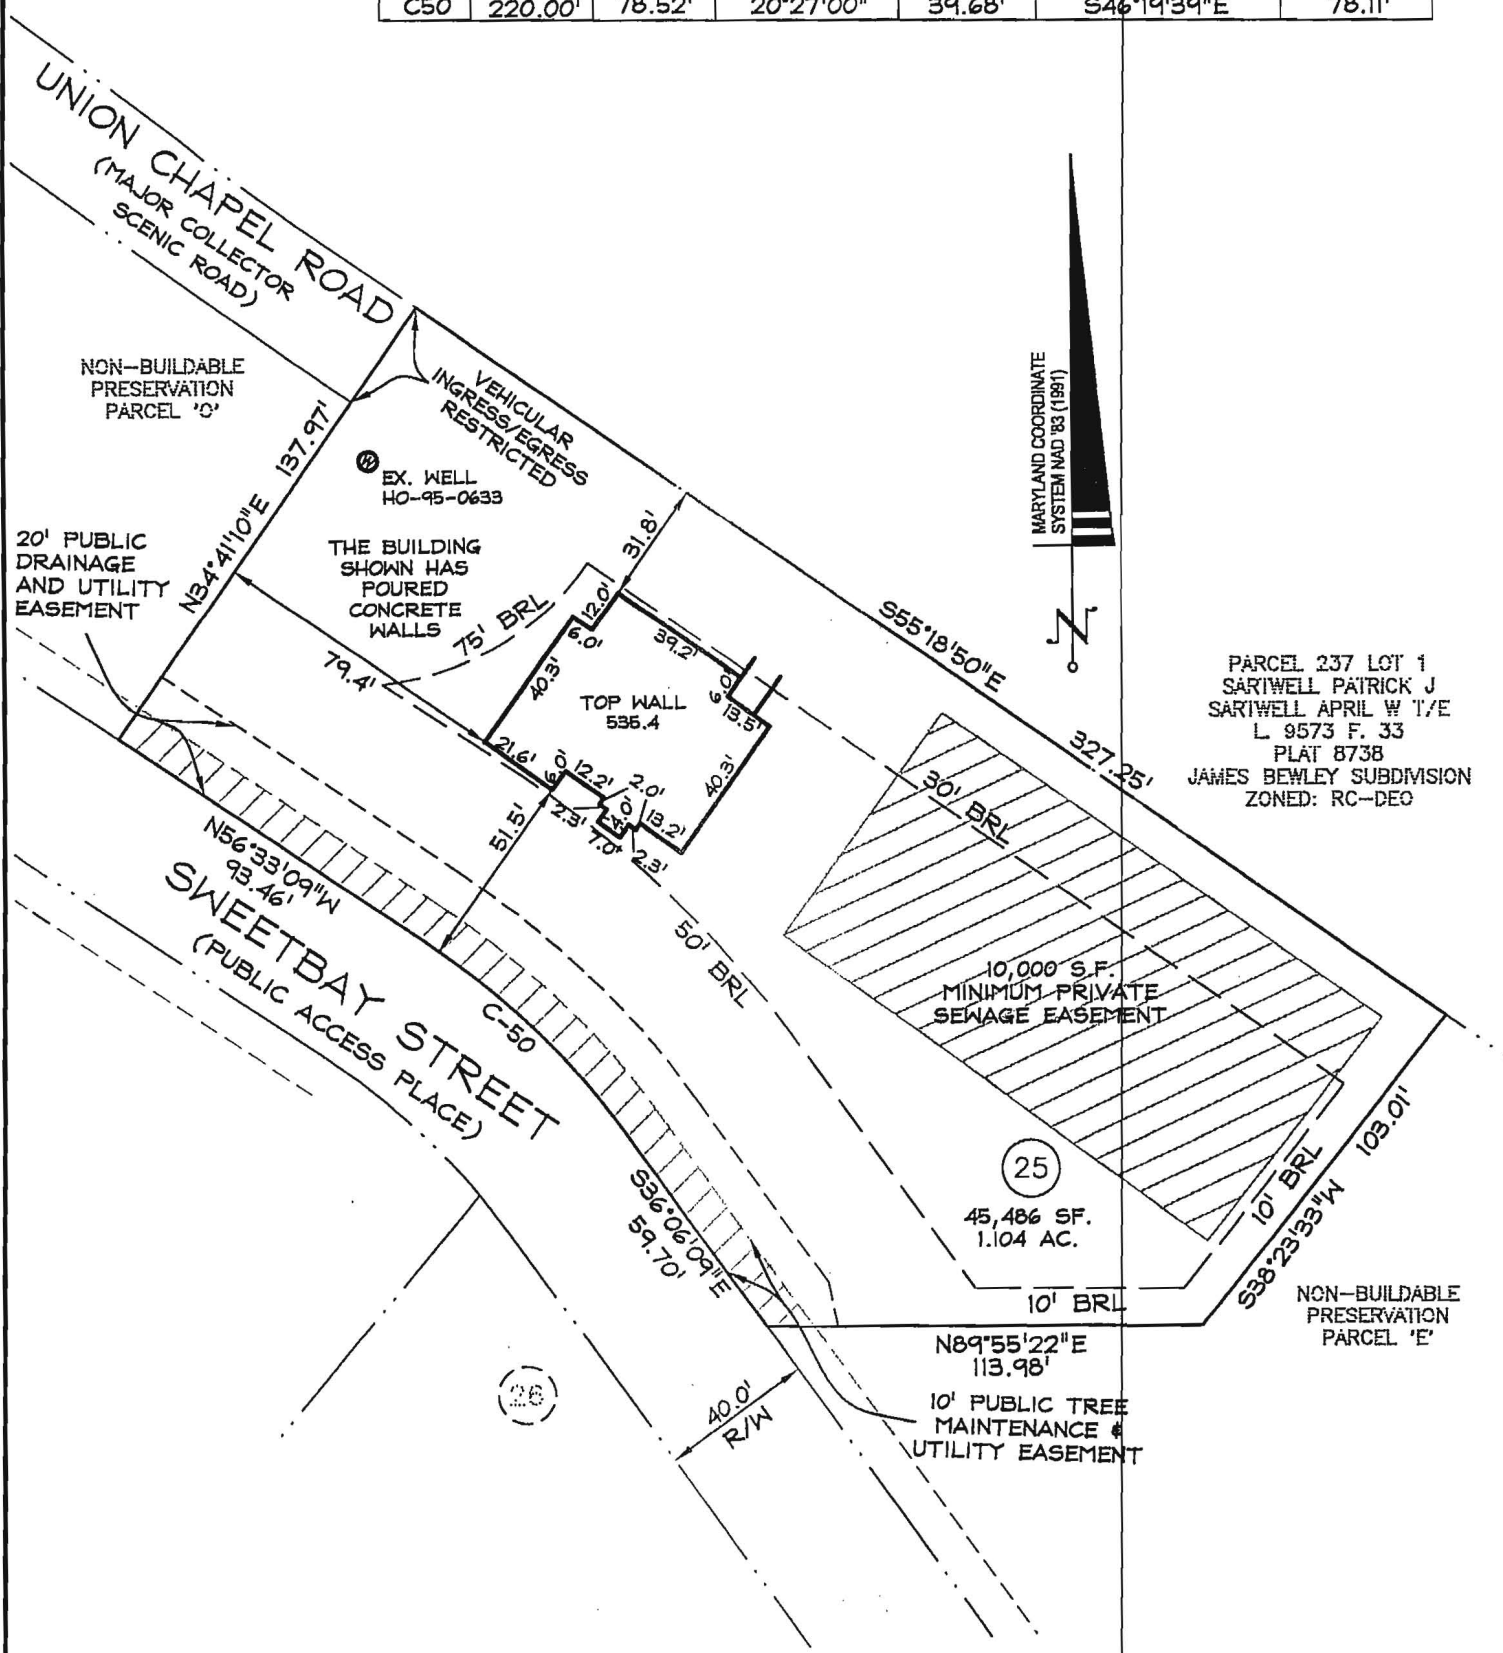 C50 220.00' 78.52' 20°27'00" 39.68' S46°19'39"E 78.11'
UNION CHAPEL ROAD
(MAJOR COLLECTOR
SCENIC ROAD)
NON-BUILDABLE
PRESERVATION
PARCEL 'O'
N34°41'10"E 137.97'
VEHICULAR
INGRESS/EGRESS
RESTRICTED
W
EX. WELL
HO-95-0633
MARYLAND COORDINATE
SYSTEM NAD '83 (1991)
N
20' PUBLIC
DRAINAGE
AND UTILITY
EASEMENT
THE BUILDING
SHOWN HAS
POURED
CONCRETE
WALLS
75' BRL
79.4'
31.8'
12.0'
6.0'
40.3'
39.2'
6.0'
13.5'
TOP WALL
535.4
40.3'
21.6'
6.0'
12.2'
2.0'
2.3'
4.0'
7.0'
13.2'
2.3'
51.5'
S55°18'50"E
327.25'
PARCEL 237 LOT 1
SARTWELL PATRICK J
SARTWELL APRIL W T/E
L. 9573 F. 33
PLAT 8738
JAMES BEWLEY SUBDIVISION
ZONED: RC-DEO
30' BRL
N56°33'09"W
93.46'
SWEETBAY STREET
(PUBLIC ACCESS PLACE)
C-50
50' BRL
10,000 S.F.
MINIMUM PRIVATE
SEWAGE EASEMENT
25
45,486 SF.
1.104 AC.
10' BRL
S38°23'33"W 103.01'
S36°06'09"E
59.70'
10' BRL
N89°55'22"E
113.98'
NON-BUILDABLE
PRESERVATION
PARCEL 'E'
26
40.0'
R/W
10' PUBLIC TREE
MAINTENANCE &
UTILITY EASEMENT